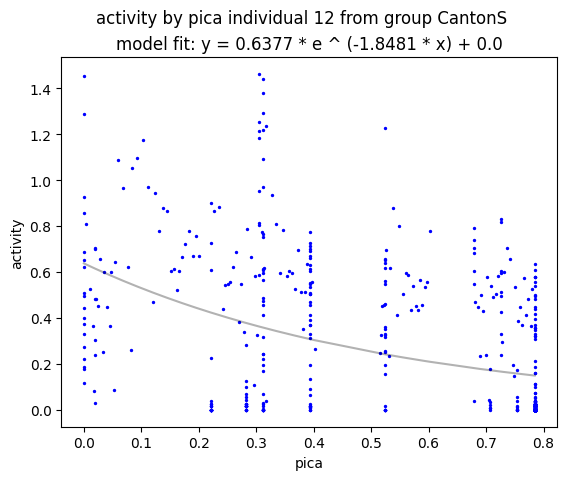 activity by pica individual 12 from group CantonS
model fit: y = 0.6377 * e ^ (-1.8481 * x) + 0.0
1.4
1.2
1.0
0.8
0.6
0.4
0.2
0.0
activity
0.0 0.1 0.2 0.3 0.4 0.5 0.6 0.7 0.8
pica